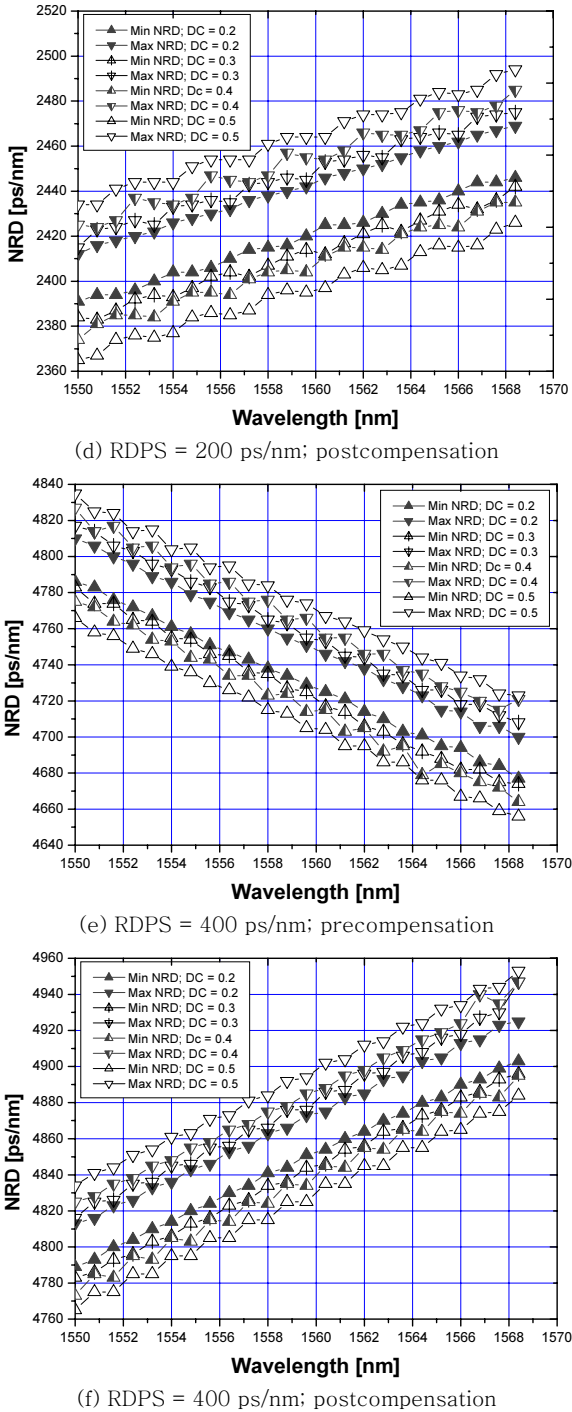 2520
2500
2480
2460
2440
2420
2400
2380
2360
NRD [ps/nm]
Min NRD; DC = 0.2
Max NRD; DC = 0.2
Min NRD; DC = 0.3
Max NRD; DC = 0.3
Min NRD; Dc = 0.4
Max NRD; DC = 0.4
Min NRD; DC = 0.5
Max NRD; DC = 0.5
1550 1552 1554 1556 1558 1560 1562 1564 1566 1568 1570
Wavelength [nm]
(d) RDPS = 200 ps/nm; postcompensation
4840
4820
4800
4780
4760
4740
4720
4700
4680
4660
4640
NRD [ps/nm]
Min NRD; DC = 0.2
Max NRD; DC = 0.2
Min NRD; DC = 0.3
Max NRD; DC = 0.3
Min NRD; Dc = 0.4
Max NRD; DC = 0.4
Min NRD; DC = 0.5
Max NRD; DC = 0.5
1550 1552 1554 1556 1558 1560 1562 1564 1566 1568 1570
Wavelength [nm]
(e) RDPS = 400 ps/nm; precompensation
4960
4940
4920
4900
4880
4860
4840
4820
4800
4780
4760
NRD [ps/nm]
Min NRD; DC = 0.2
Max NRD; DC = 0.2
Min NRD; DC = 0.3
Max NRD; DC = 0.3
Min NRD; Dc = 0.4
Max NRD; DC = 0.4
Min NRD; DC = 0.5
Max NRD; DC = 0.5
1550 1552 1554 1556 1558 1560 1562 1564 1566 1568 1570
Wavelength [nm]
(f) RDPS = 400 ps/nm; postcompensation